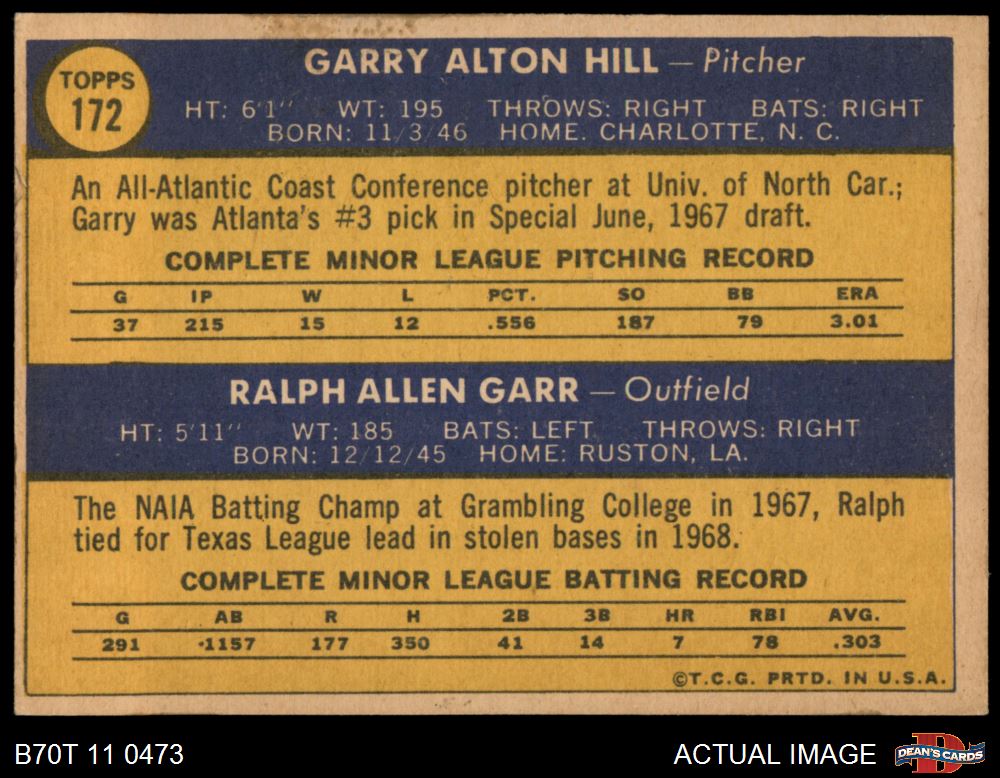 TOPPS
172
GARRY ALTON HILL — Pitcher
HT: 6'1" WT: 195 THROWS: RIGHT BATS: RIGHT
BORN: 11/3/46 HOME. CHARLOTTE, N. C.
An All-Atlantic Coast Conference pitcher at Univ. of North Car.;
Garry was Atlanta's #3 pick in Special June, 1967 draft.
COMPLETE MINOR LEAGUE PITCHING RECORD
G IP W L PCT. SO BB ERA
37 215 15 12 .556 187 79 3.01
RALPH ALLEN GARR — Outfield
HT: 5'11" WT: 185 BATS: LEFT THROWS: RIGHT
BORN: 12/12/45 HOME: RUSTON, LA.
The NAIA Batting Champ at Grambling College in 1967, Ralph
tied for Texas League lead in stolen bases in 1968.
COMPLETE MINOR LEAGUE BATTING RECORD
G AB R H 2B 3B HR RBI AVG.
291 1157 177 350 41 14 7 78 .303
©T.C.G. PRTD. IN U.S.A.
B70T 11 0473
ACTUAL IMAGE
DEAN'S CARDS